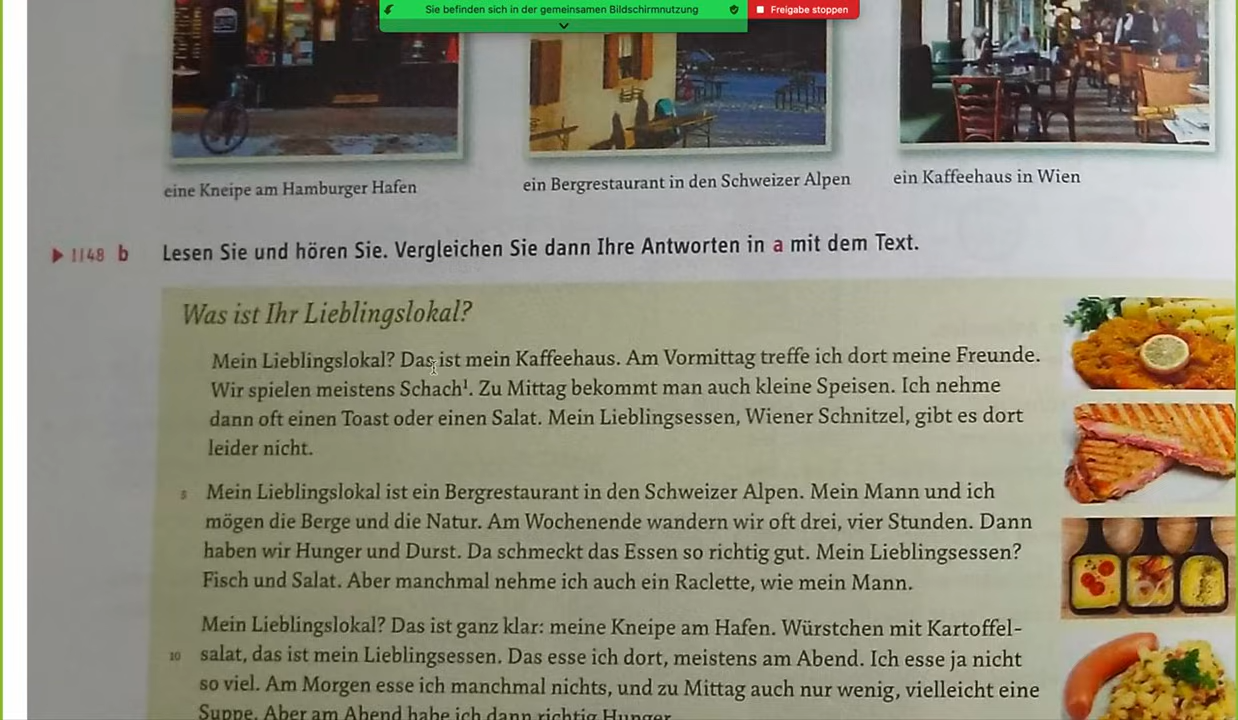 Sie befinden sich in der gemeinsamen Bildschirmnutzung
Freigabe stoppen
eine Kneipe am Hamburger Hafen
ein Bergrestaurant in den Schweizer Alpen
ein Kaffeehaus in Wien
1|48 b Lesen Sie und hören Sie. Vergleichen Sie dann Ihre Antworten in a mit dem Text.
Was ist Ihr Lieblingslokal?
Mein Lieblingslokal? Das ist mein Kaffeehaus. Am Vormittag treffe ich dort meine Freunde.
Wir spielen meistens Schach¹. Zu Mittag bekommt man auch kleine Speisen. Ich nehme
dann oft einen Toast oder einen Salat. Mein Lieblingsessen, Wiener Schnitzel, gibt es dort
leider nicht.
5 Mein Lieblingslokal ist ein Bergrestaurant in den Schweizer Alpen. Mein Mann und ich
mögen die Berge und die Natur. Am Wochenende wandern wir oft drei, vier Stunden. Dann
haben wir Hunger und Durst. Da schmeckt das Essen so richtig gut. Mein Lieblingsessen?
Fisch und Salat. Aber manchmal nehme ich auch ein Raclette, wie mein Mann.
Mein Lieblingslokal? Das ist ganz klar: meine Kneipe am Hafen. Würstchen mit Kartoffel-
10 salat, das ist mein Lieblingsessen. Das esse ich dort, meistens am Abend. Ich esse ja nicht
so viel. Am Morgen esse ich manchmal nichts, und zu Mittag auch nur wenig, vielleicht eine
Suppe. Aber am Abend habe ich dann richtig Hunger.